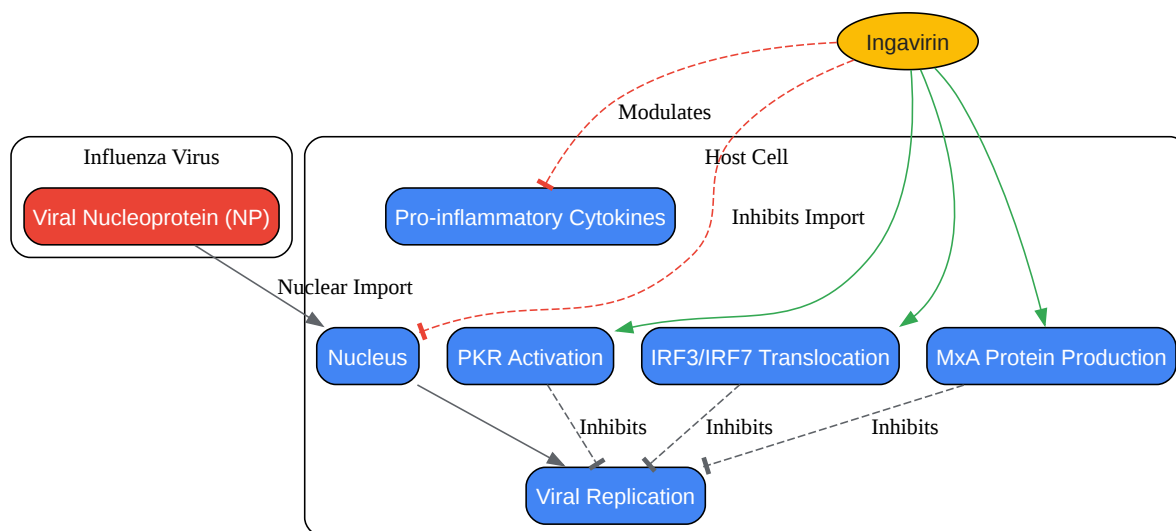 Ingavirin
Modulates
Influenza Virus
Host Cell
Viral Nucleoprotein (NP)
Pro-inflammatory Cytokines
Inhibits Import
Nuclear Import
Nucleus
PKR Activation
IRF3/IRF7 Translocation
MxA Protein Production
Inhibits
Inhibits
Inhibits
Viral Replication